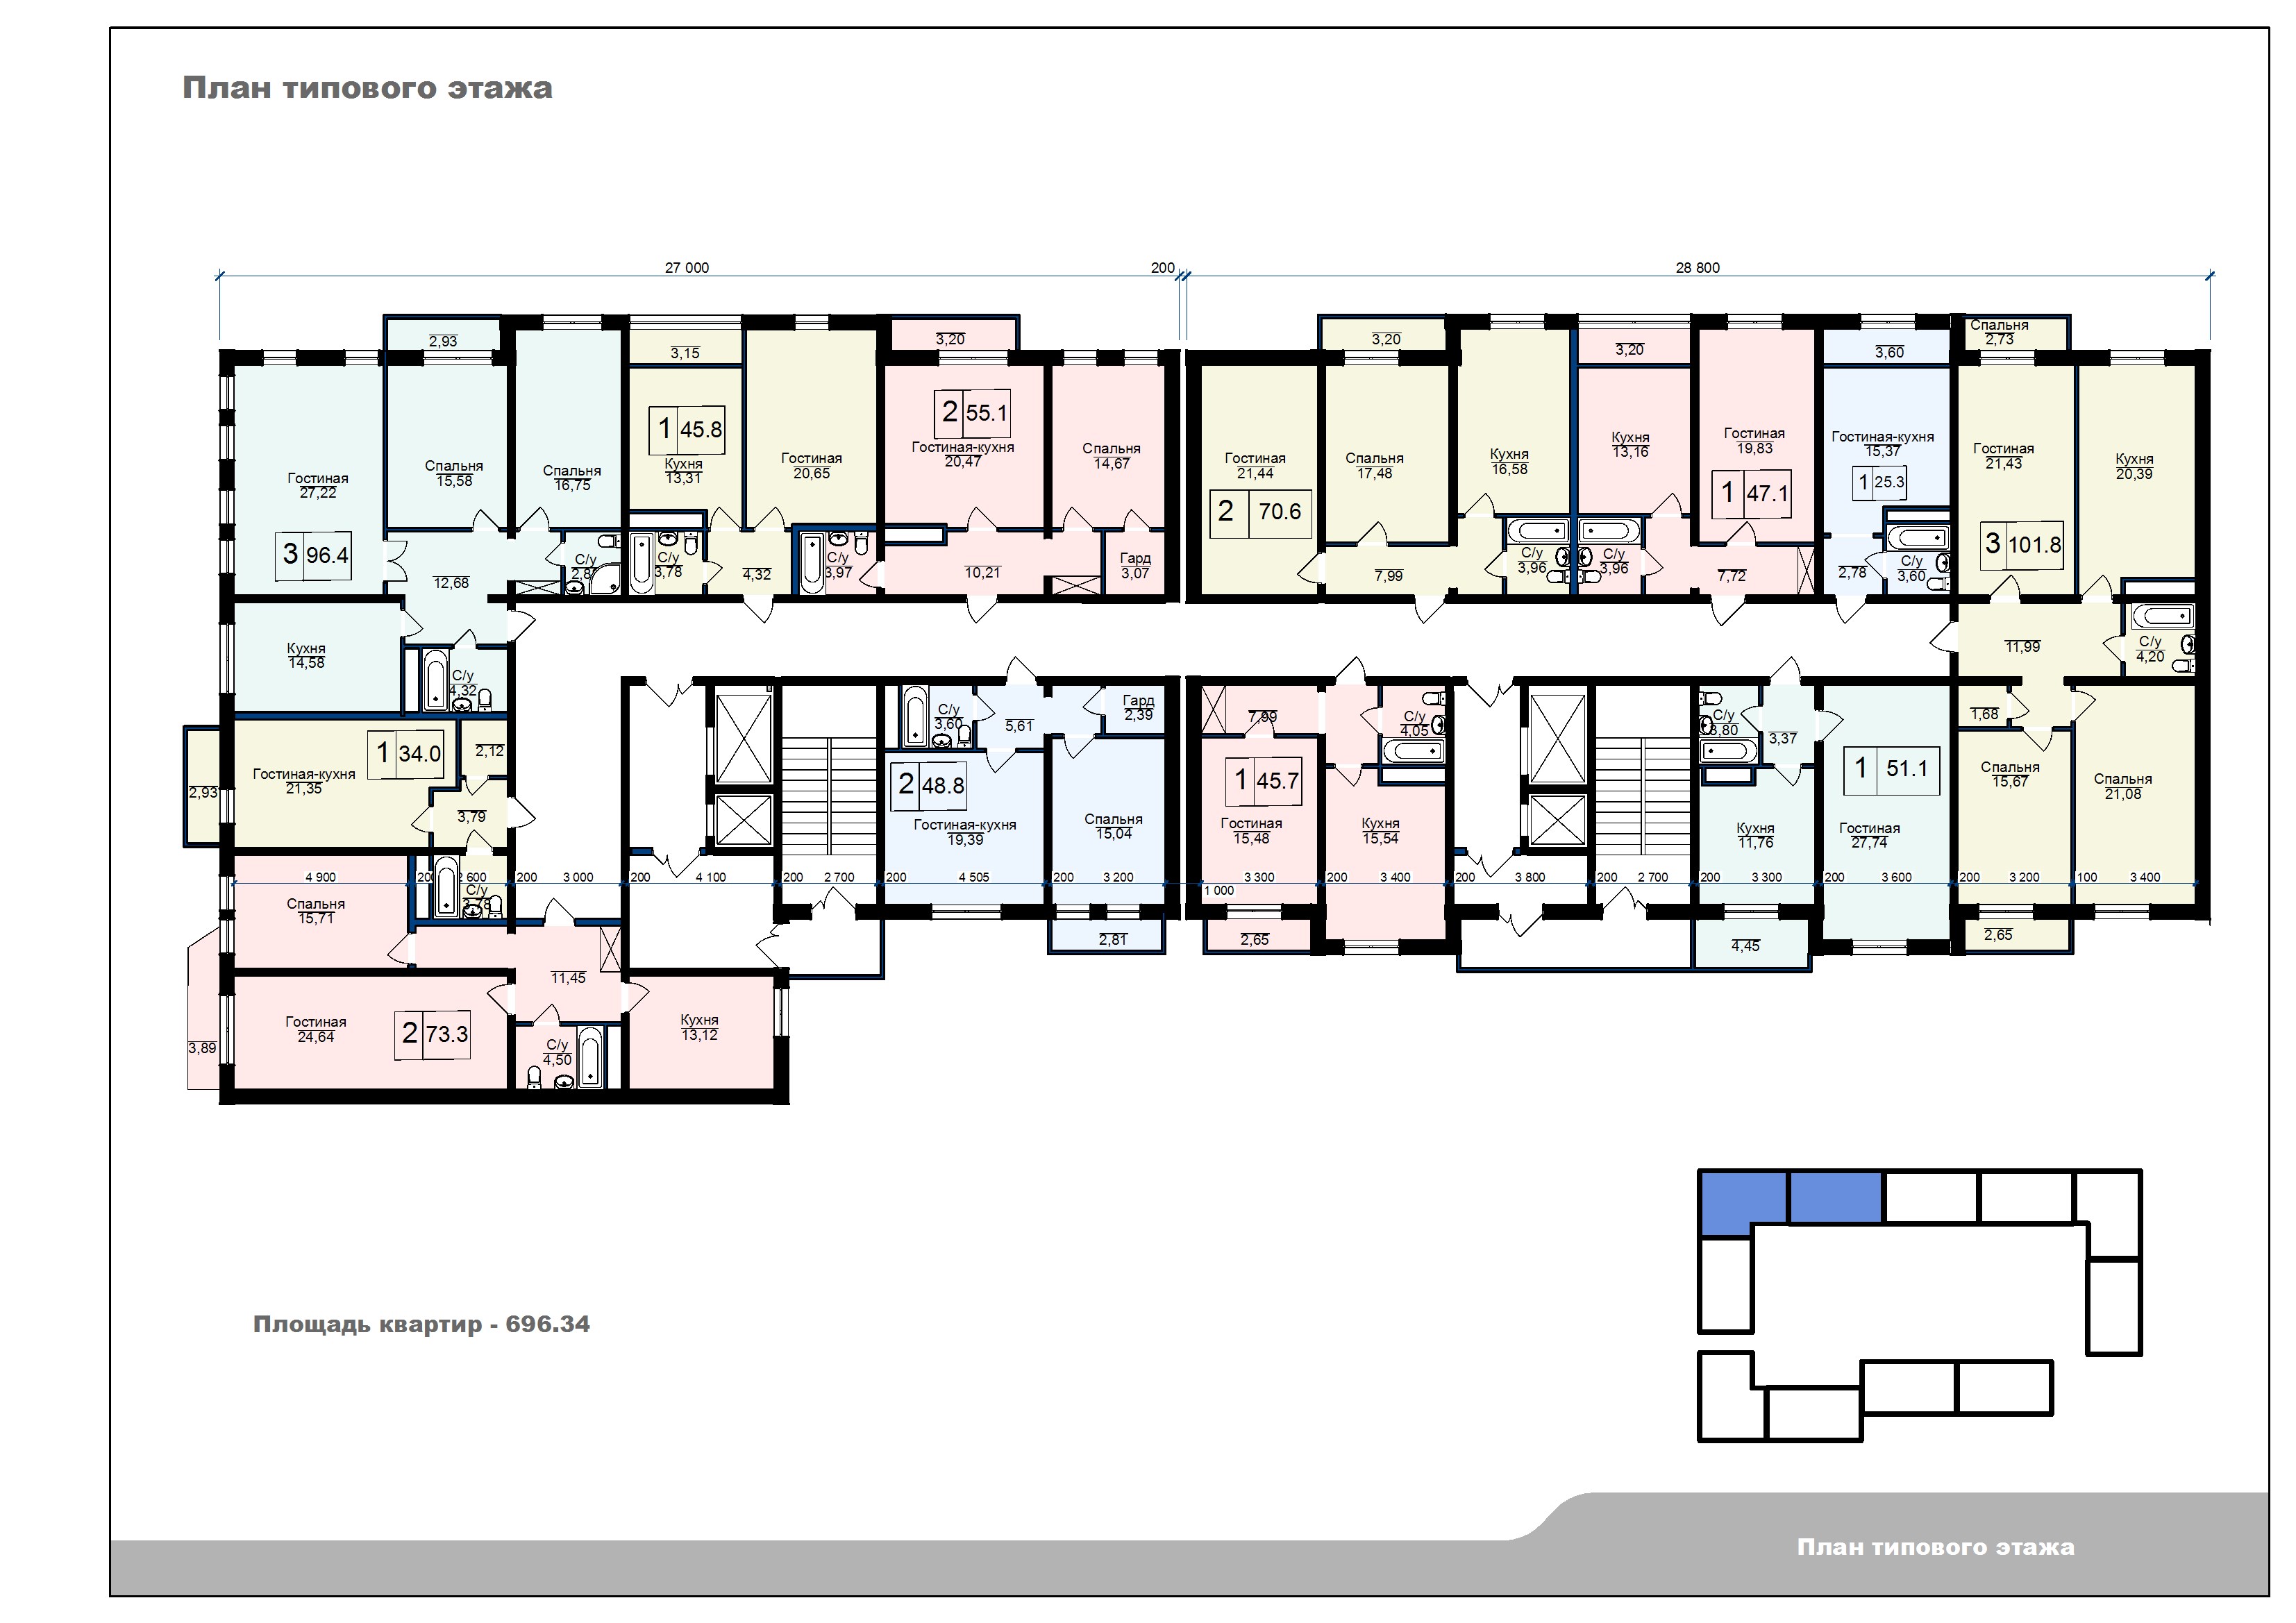 План типового этажа
27 000
200
28 800
2,93
3,15
3,20
3,20
3,20
3,60
Спальня
2,73
Гостиная
27,22
3 96.4
Спальня
15,58
Спальня
16,75
1 45.8
Кухня
13,31
Гостиная
20,65
2 55.1
Гостиная-кухня
20,47
Спальня
14,67
Гостиная
21,44
2 70.6
Спальня
17,48
Кухня
16,58
Кухня
13,16
Гостиная
19,83
1 47.1
Гостиная-кухня
15,37
1 25.3
Гостиная
21,43
3 101.8
Кухня
20,39
12,68
С/у
2,8
С/у
3,78
4,32
С/у
3,97
10,21
Гард
3,07
7,99
С/у
3,96
С/у
3,96
7,72
2,78
С/у
3,60
Кухня
14,58
С/у
4,32
11,99
С/у
4,20
1 34.0
Гостиная-кухня
21,35
2,12
2,93
3,79
С/у
3,78
С/у
3,60
5,61
Гард
2,39
2 48.8
Гостиная-кухня
19,39
Спальня
15,04
7,99
С/у
4,05
1 45.7
Гостиная
15,48
Кухня
15,54
С/у
3,80
3,37
1 51.1
Кухня
11,76
Гостиная
27,74
1,68
Спальня
15,67
Спальня
21,08
4 900
200
2 600
200
3 000
200
4 100
200
2 700
200
4 505
200
3 200
1 000
3 300
200
3 400
200
3 800
200
2 700
200
3 300
200
3 600
200
3 200
100
3 400
Спальня
15,71
2,81
2,65
4,45
2,65
11,45
Гостиная
24,64
2 73.3
3,89
С/у
4,50
Кухня
13,12
Площадь квартир - 696.34
План типового этажа